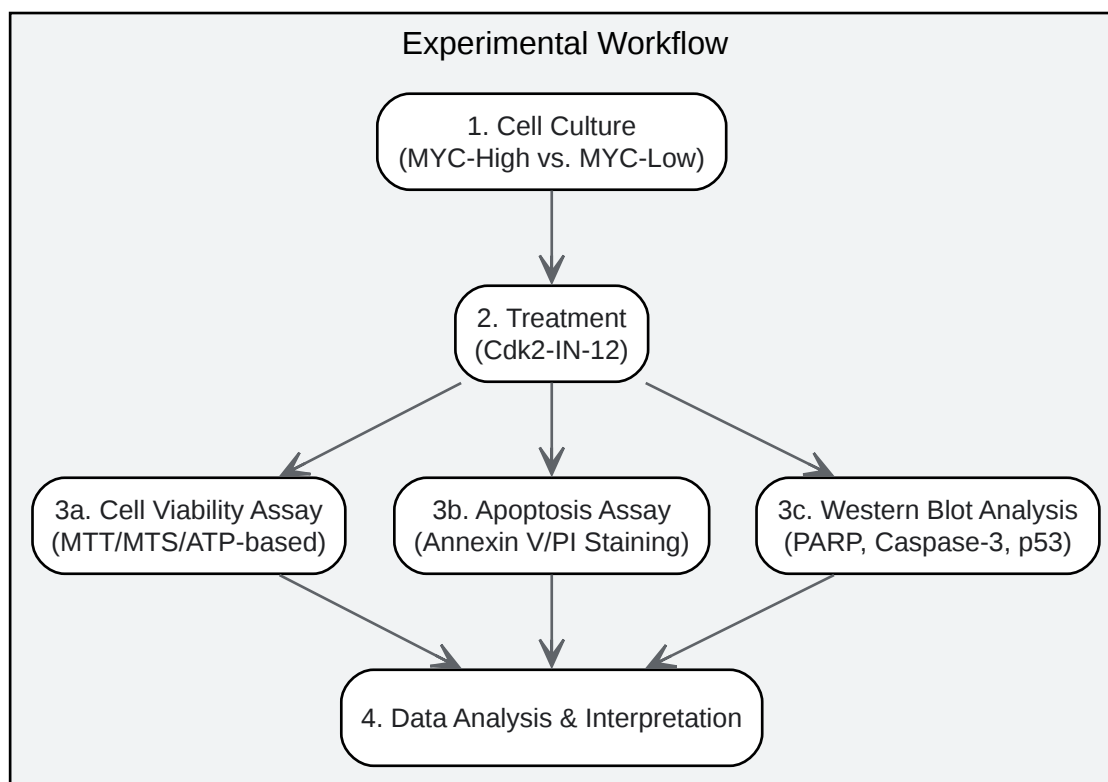 Experimental Workflow
1. Cell Culture
(MYC-High vs. MYC-Low)
2. Treatment
(Cdk2-IN-12)
3a. Cell Viability Assay
(MTT/MTS/ATP-based)
3b. Apoptosis Assay
(Annexin V/PI Staining)
3c. Western Blot Analysis
(PARP, Caspase-3, p53)
4. Data Analysis & Interpretation